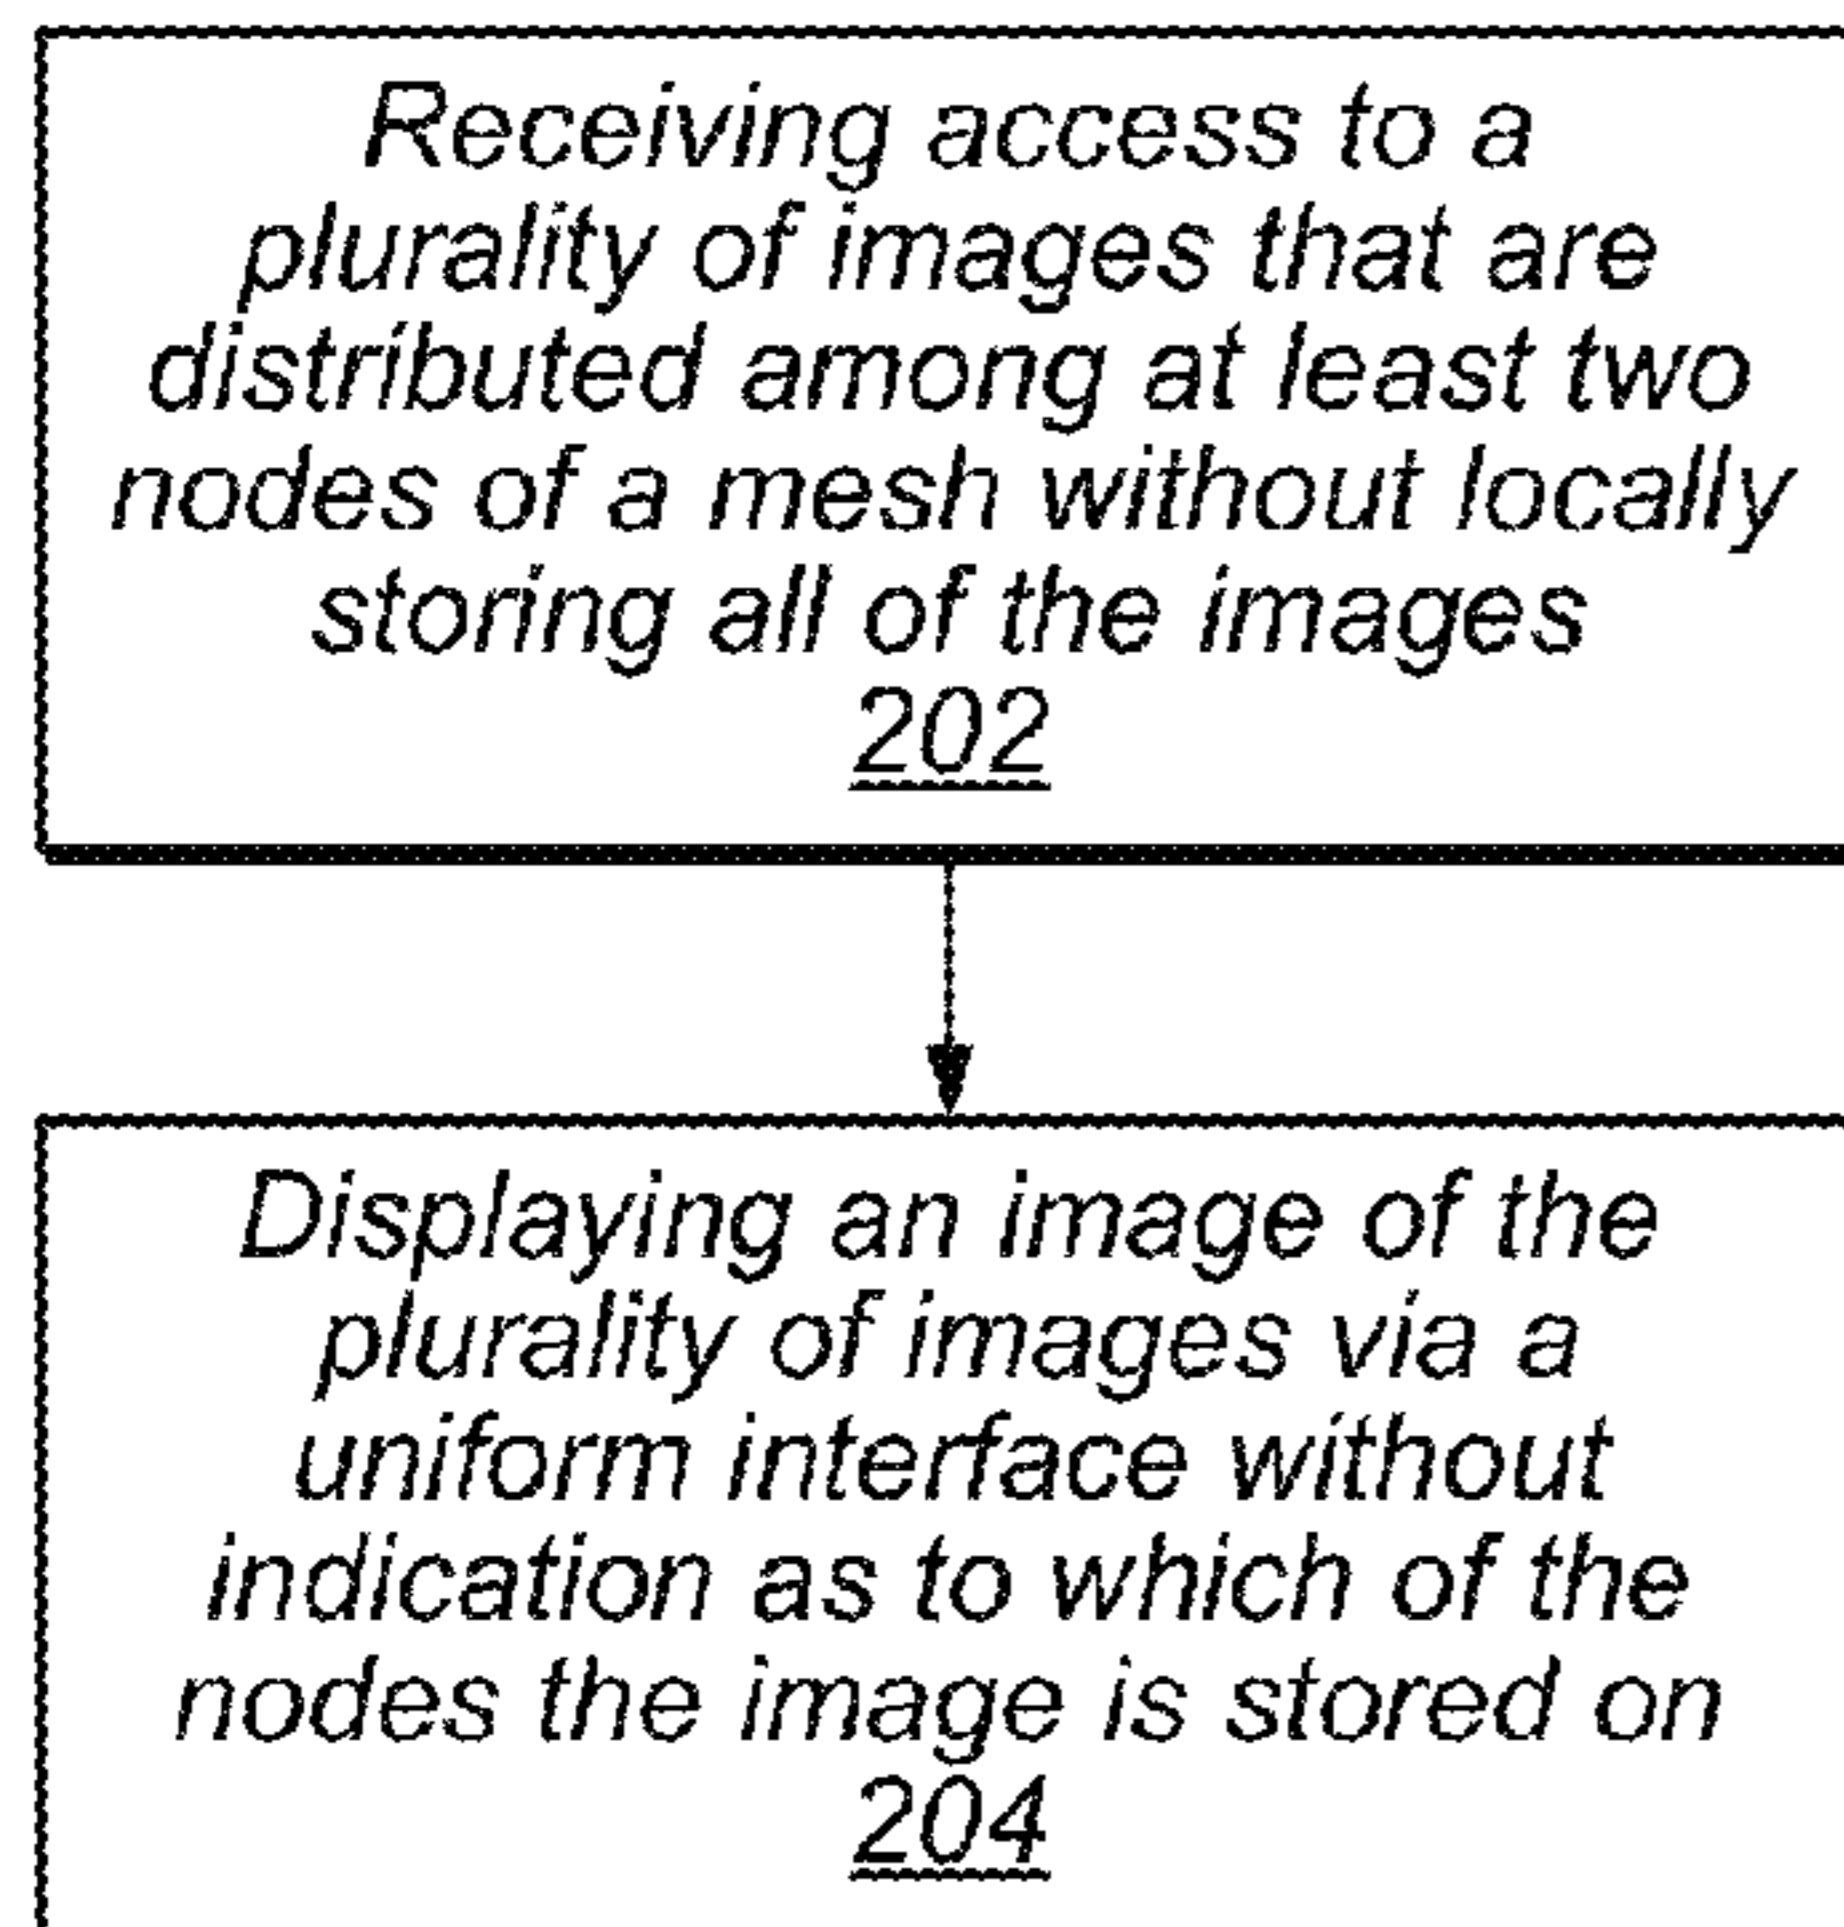 Receiving access to a
plurality of images that are
distributed among at least two
nodes of a mesh without locally
storing all of the images
202
Displaying an image of the
plurality of images via a
uniform interface without
indication as to which of the
nodes the image is stored on
204